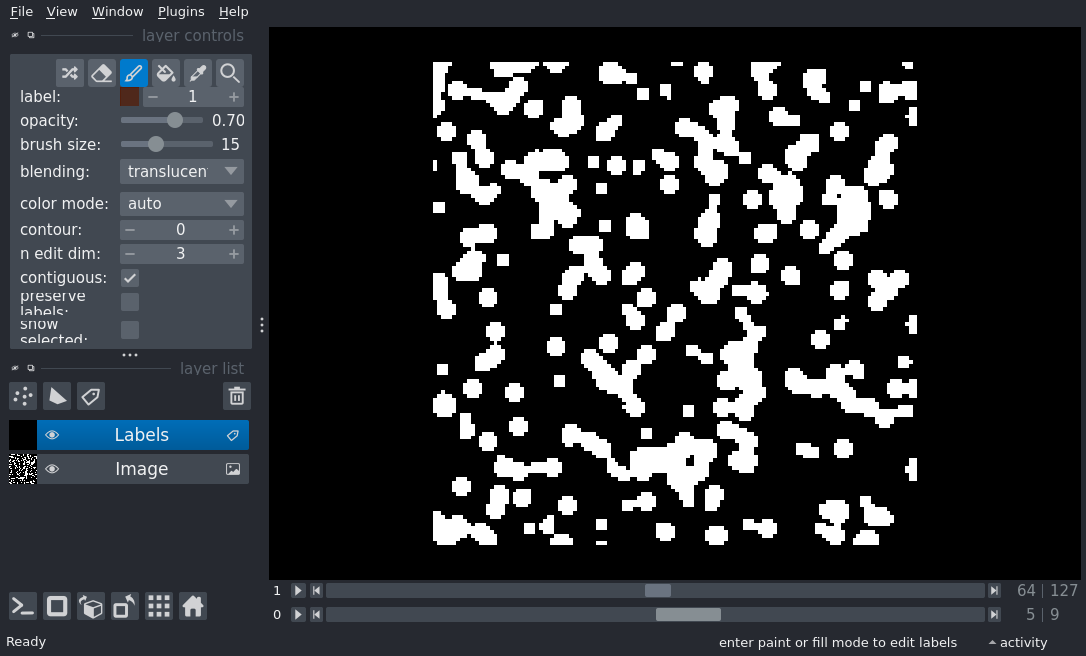 File View Window Plugins Help
layer controls
label: 1
opacity: 0.70
brush size: 15
blending: translucen
color mode: auto
contour: 0
n edit dim: 3
contiguous:
preserve
labels:
show
selected:
layer list
Labels
Image
1 64 127
0 5 9
Ready enter paint or fill mode to edit labels activity